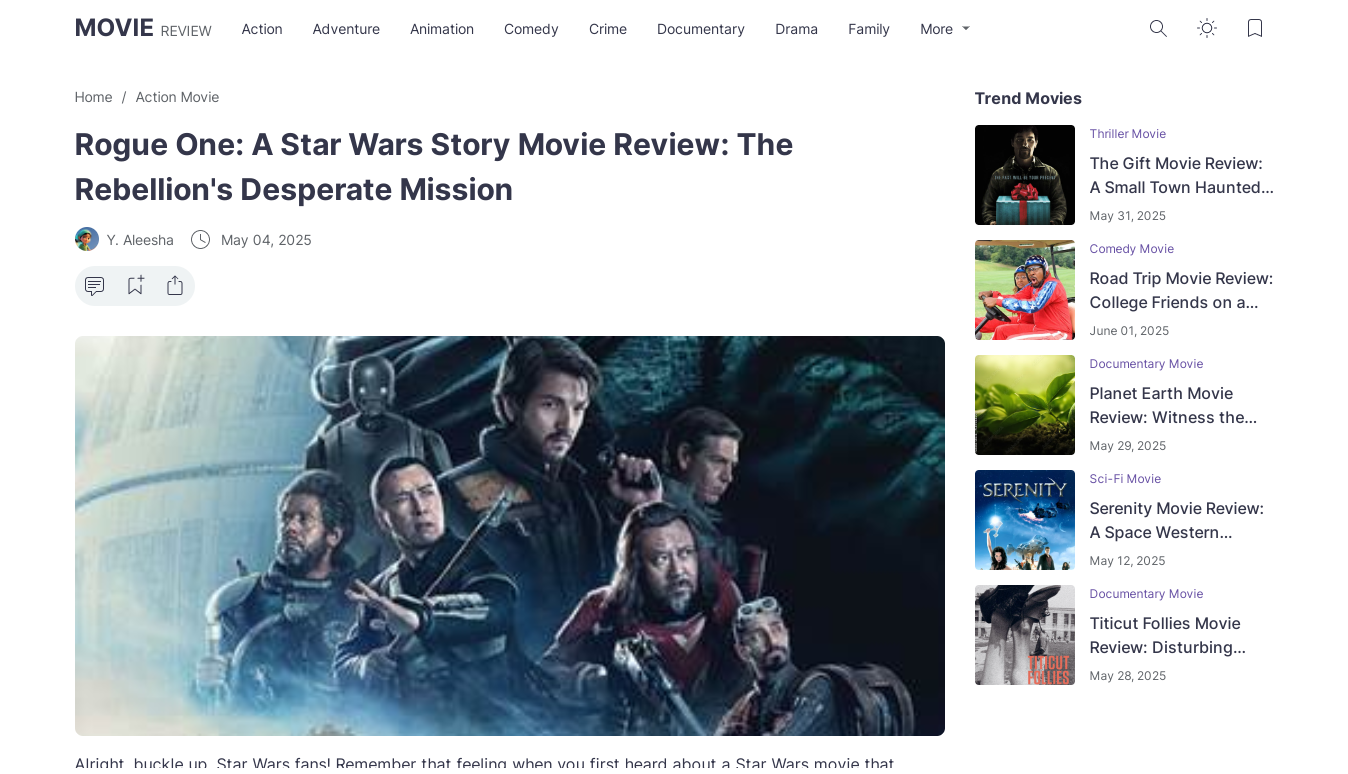 MOVIE REVIEW
Action
Adventure
Animation
Comedy
Crime
Documentary
Drama
Family
More
Home / Action Movie
Rogue One: A Star Wars Story Movie Review: The
Rebellion's Desperate Mission
Y. Aleesha
May 04, 2025
Alright, buckle up, Star Wars fans! Remember that feeling when you first heard about a Star Wars movie that
Trend Movies
Thriller Movie
The Gift Movie Review:
A Small Town Haunted...
May 31, 2025
Comedy Movie
Road Trip Movie Review:
College Friends on a...
June 01, 2025
Documentary Movie
Planet Earth Movie
Review: Witness the...
May 29, 2025
SERENITY
Sci-Fi Movie
Serenity Movie Review:
A Space Western...
May 12, 2025
TITICUT
FOLLIES
Documentary Movie
Titicut Follies Movie
Review: Disturbing...
May 28, 2025